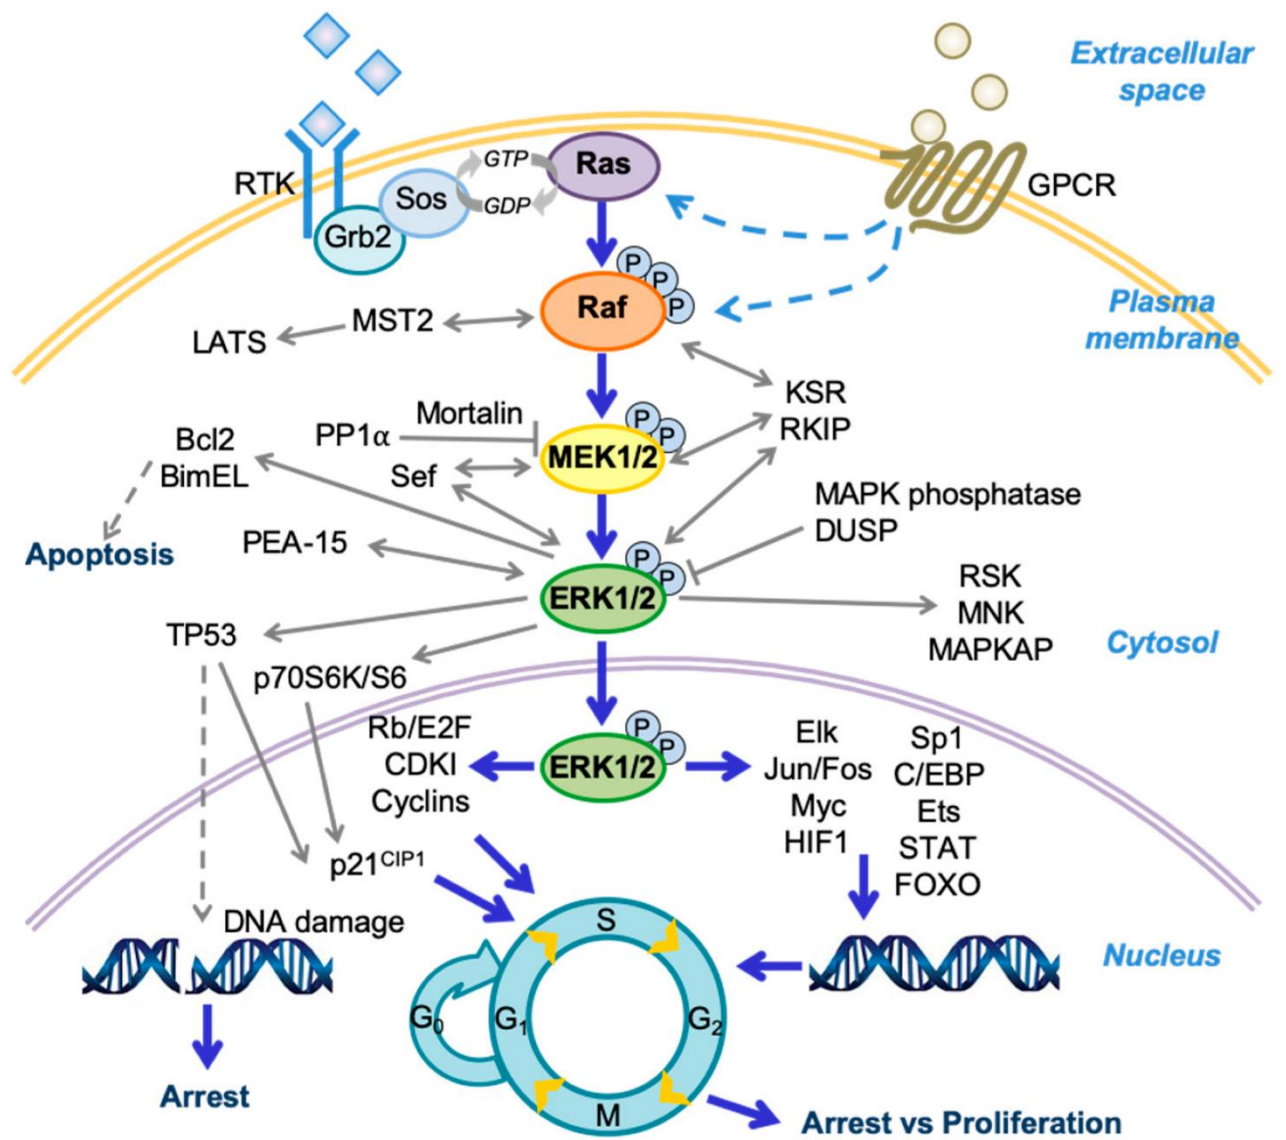 Extracellular
space
GTP
Ras
RTK
Sos
GDP
GPCR
Grb2
P
P
P
Raf
Plasma
membrane
MST2
LATS
KSR
RKIP
Mortalin
PP1α
P
P
MEK1/2
Bcl2
BimEL
Sef
MAPK phosphatase
DUSP
Apoptosis
PEA-15
P
P
ERK1/2
RSK
MNK
MAPKAP
Cytosol
TP53
p70S6K/S6
Rb/E2F
CDKI
Cyclins
P
P
ERK1/2
Elk
Jun/Fos
Myc
HIF1
Sp1
C/EBP
Ets
STAT
FOXO
p21CIP1
DNA damage
S
Nucleus
G0
G1
G2
M
Arrest
Arrest vs Proliferation